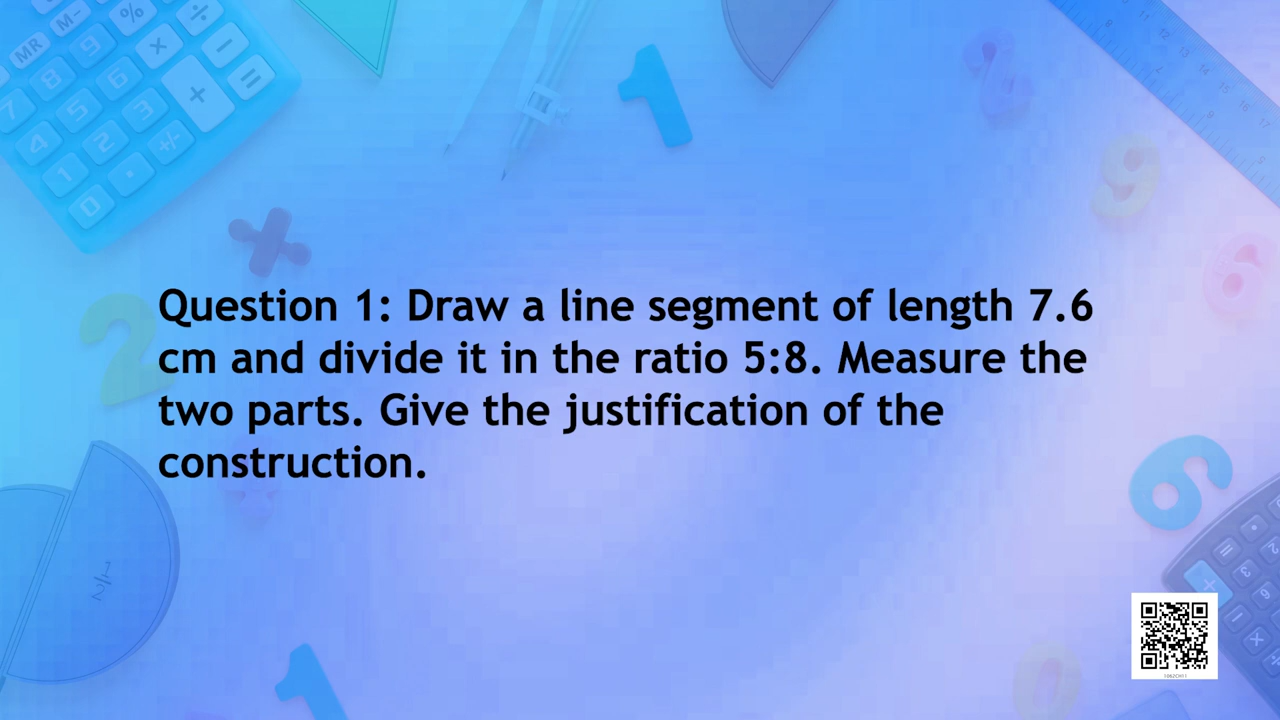 Question 1: Draw a line segment of length 7.6
cm and divide it in the ratio 5:8. Measure the
two parts. Give the justification of the
construction.